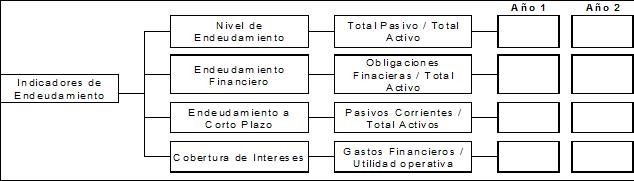 Año 1
Año 2
Indicadores de
Endeudamiento
Nivel de
Endeudamiento
Total Pasivo / Total
Activo
Endeudamiento
Financiero
Obligaciones
Finacieras / Total
Activo
Endeudamiento a
Corto Plazo
Pasivos Corrientes /
Total Activos
Cobertura de Intereses
Gastos Financieros /
Utilidad operativa